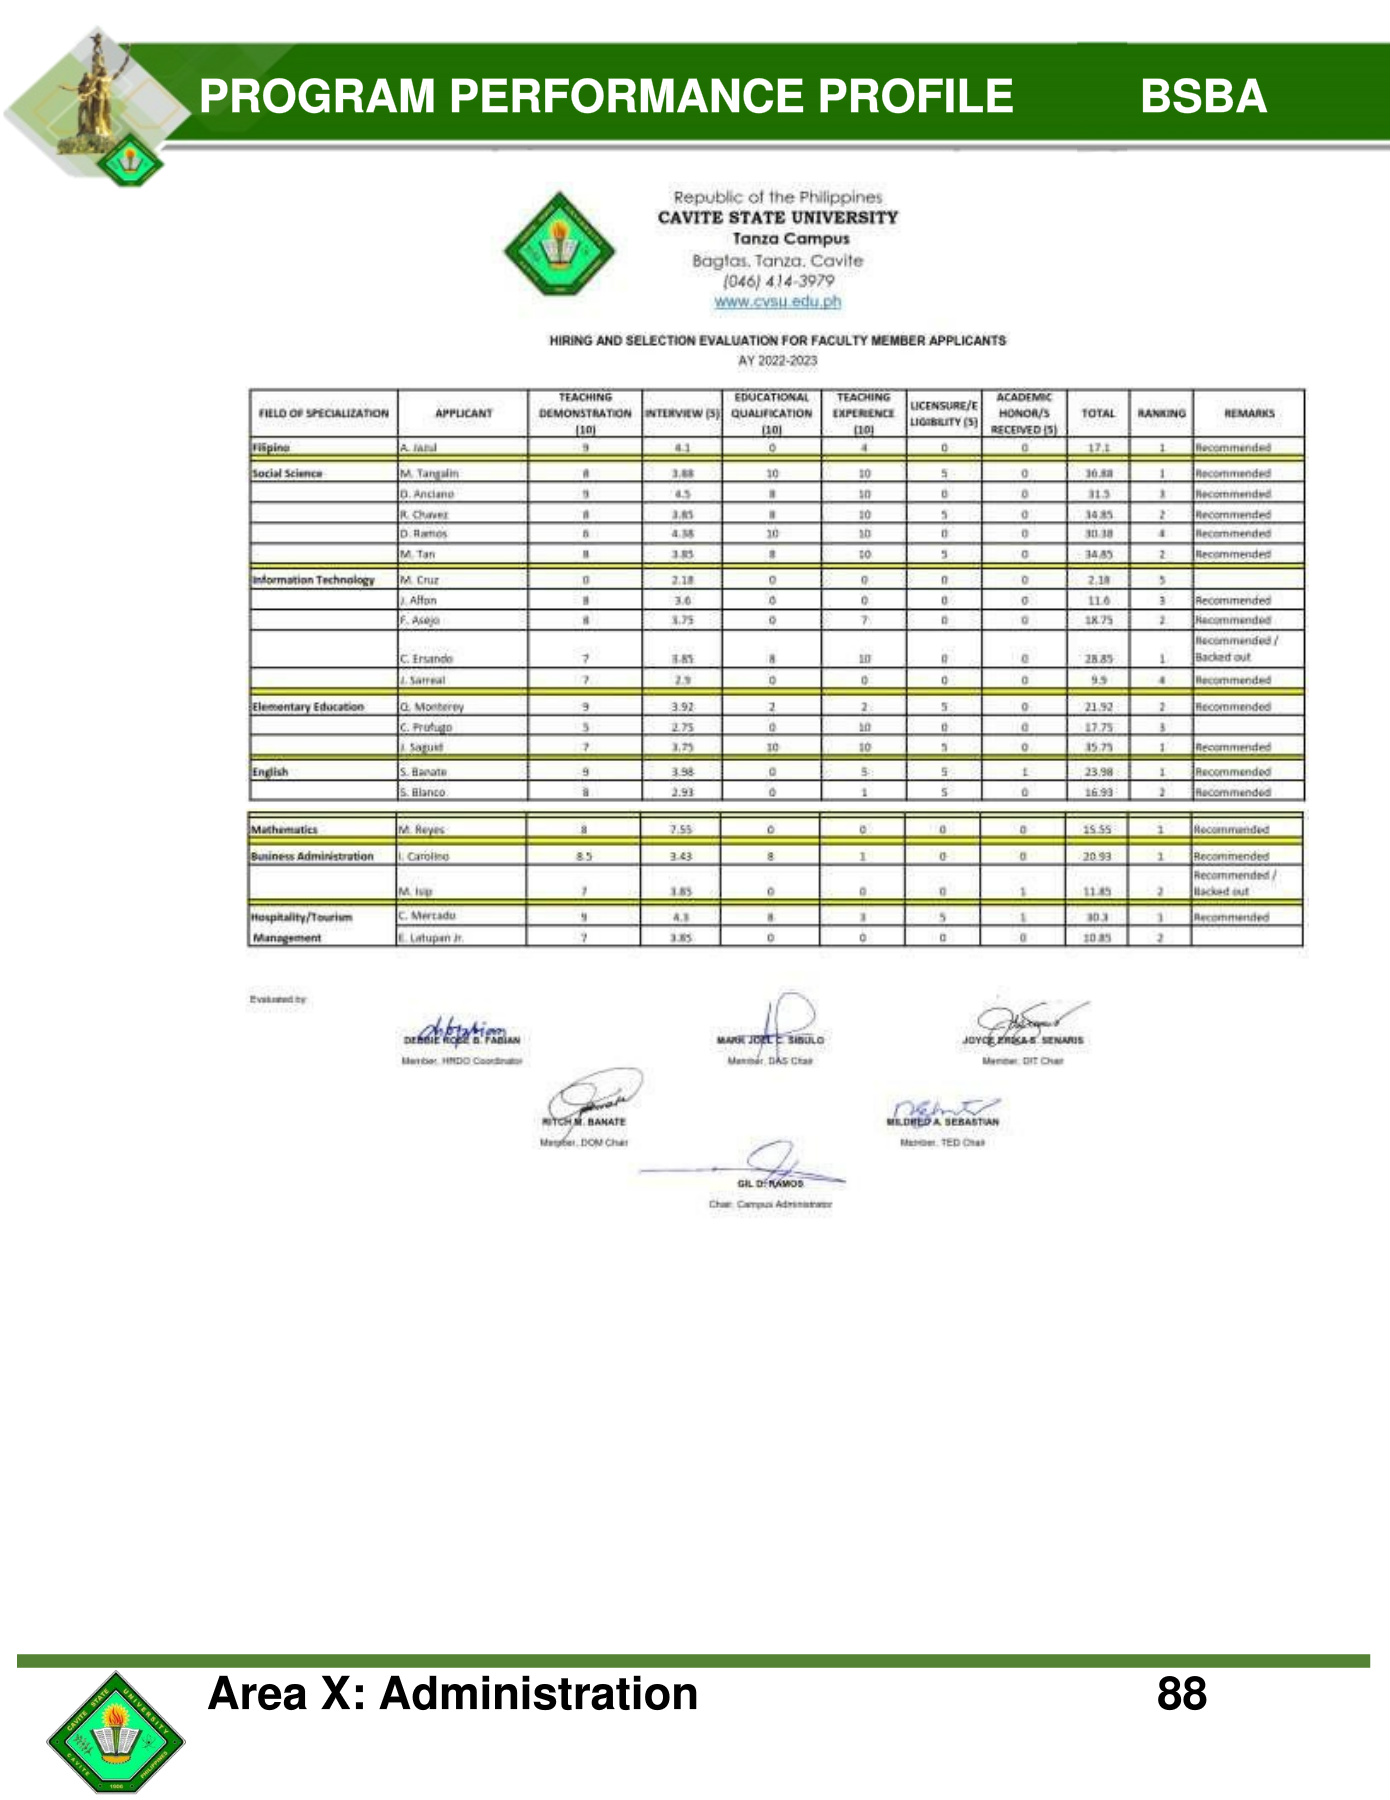 PROGRAM PERFORMANCE PROFILE BSBA
Republic of the Philippines
CAVITE STATE UNIVERSITY
Tanza Campus
Bagtas, Tanza, Cavite
(046) 414-3979
www.cvsu.edu.ph
HIRING AND SELECTION EVALUATION FOR FACULTY MEMBER APPLICANTS
AY 2022-2023
FIELD OF SPECIALIZATION APPLICANT TEACHING DEMONSTRATION (10) INTERVIEW (5) EDUCATIONAL QUALIFICATION (10) TEACHING EXPERIENCE (10) LICENSURE/ELIGIBILITY (5) ACADEMIC HONOR/S RECEIVED (5) TOTAL RANKING REMARKS
Filipino A. Jazul 9 4.1 0 4 0 0 17.1 1 Recommended
Social Science M. Tangalin 8 3.88 10 10 5 0 36.88 1 Recommended
D. Anciano 9 4.5 8 10 0 0 31.5 3 Recommended
R. Chavez 8 3.85 8 10 5 0 34.85 2 Recommended
D. Ramos 6 4.38 10 10 0 0 30.38 4 Recommended
M. Tan 8 3.85 8 10 5 0 34.85 2 Recommended
Information Technology M. Cruz 0 2.18 0 0 0 0 2.18 5
J. Affon 8 3.6 0 0 0 0 11.6 3 Recommended
F. Asejo 8 3.75 0 7 0 0 18.75 2 Recommended
C. Ersando 7 3.85 8 10 0 0 28.85 1 Recommended / Backed out
J. Sarreal 7 2.9 0 0 0 0 9.9 4 Recommended
Elementary Education Q. Monterey 9 3.92 2 2 5 0 21.92 2 Recommended
C. Profugo 5 2.75 0 10 0 0 17.75 3
J. 7 3.75 10 10 5 0 35.75 1 Recommended
English S. Banate 9 3.98 0 5 5 1 23.98 1 Recommended
S. Blanco 8 2.93 0 1 5 0 16.93 2 Recommended
Mathematics M. Reyes 8 7.55 0 0 0 0 15.55 1 Recommended
Business Administration I. Carolino 8.5 3.43 8 1 0 0 20.93 1 Recommended
M. Isip 7 3.85 0 0 0 1 11.85 2 Recommended / Backed out
Hospitality/Tourism Management C. Mercado 9 4.3 8 3 5 1 30.3 1 Recommended
E. Latupan Jr. 7 3.85 0 0 0 0 10.85 2
Evaluated by
DEBBIE ROSE B. FABIAN MARK JOEL C. SIBULO JOYCE ERIKA S. SENARIS
Member, HRDO Coordinator Member, DAS Chair Member, DIT Chair
RITCH M. BANATE MILDRED A. SEBASTIAN
Member, DOM Chair Member, TED Chair
GIL D. RAMOS
Chair, Campus Administrator
Area X: Administration 88